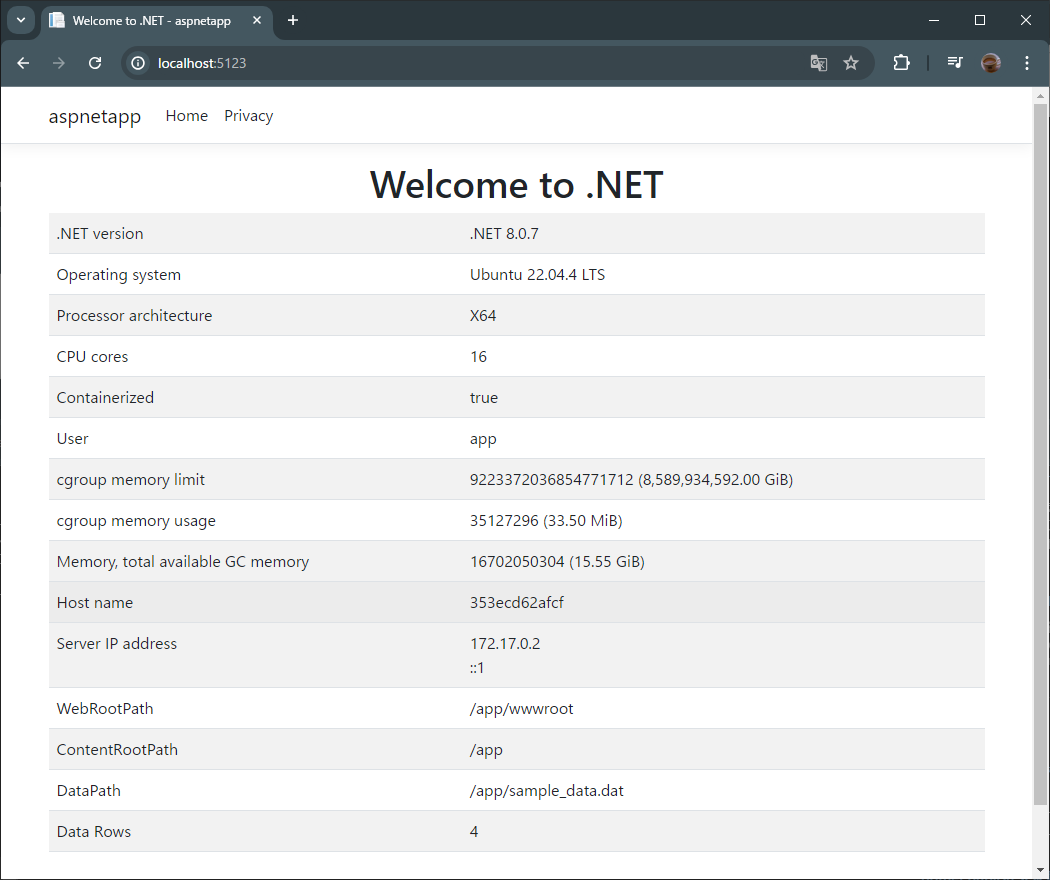 Welcome to .NET - aspnetapp
localhost:5123
aspnetapp Home Privacy
Welcome to .NET
.NET version .NET 8.0.7
Operating system Ubuntu 22.04.4 LTS
Processor architecture X64
CPU cores 16
Containerized true
User app
cgroup memory limit 9223372036854771712 (8,589,934,592.00 GiB)
cgroup memory usage 35127296 (33.50 MiB)
Memory, total available GC memory 16702050304 (15.55 GiB)
Host name 353ecd62afcf
Server IP address 172.17.0.2
::1
WebRootPath /app/wwwroot
ContentRootPath /app
DataPath /app/sample_data.dat
Data Rows 4